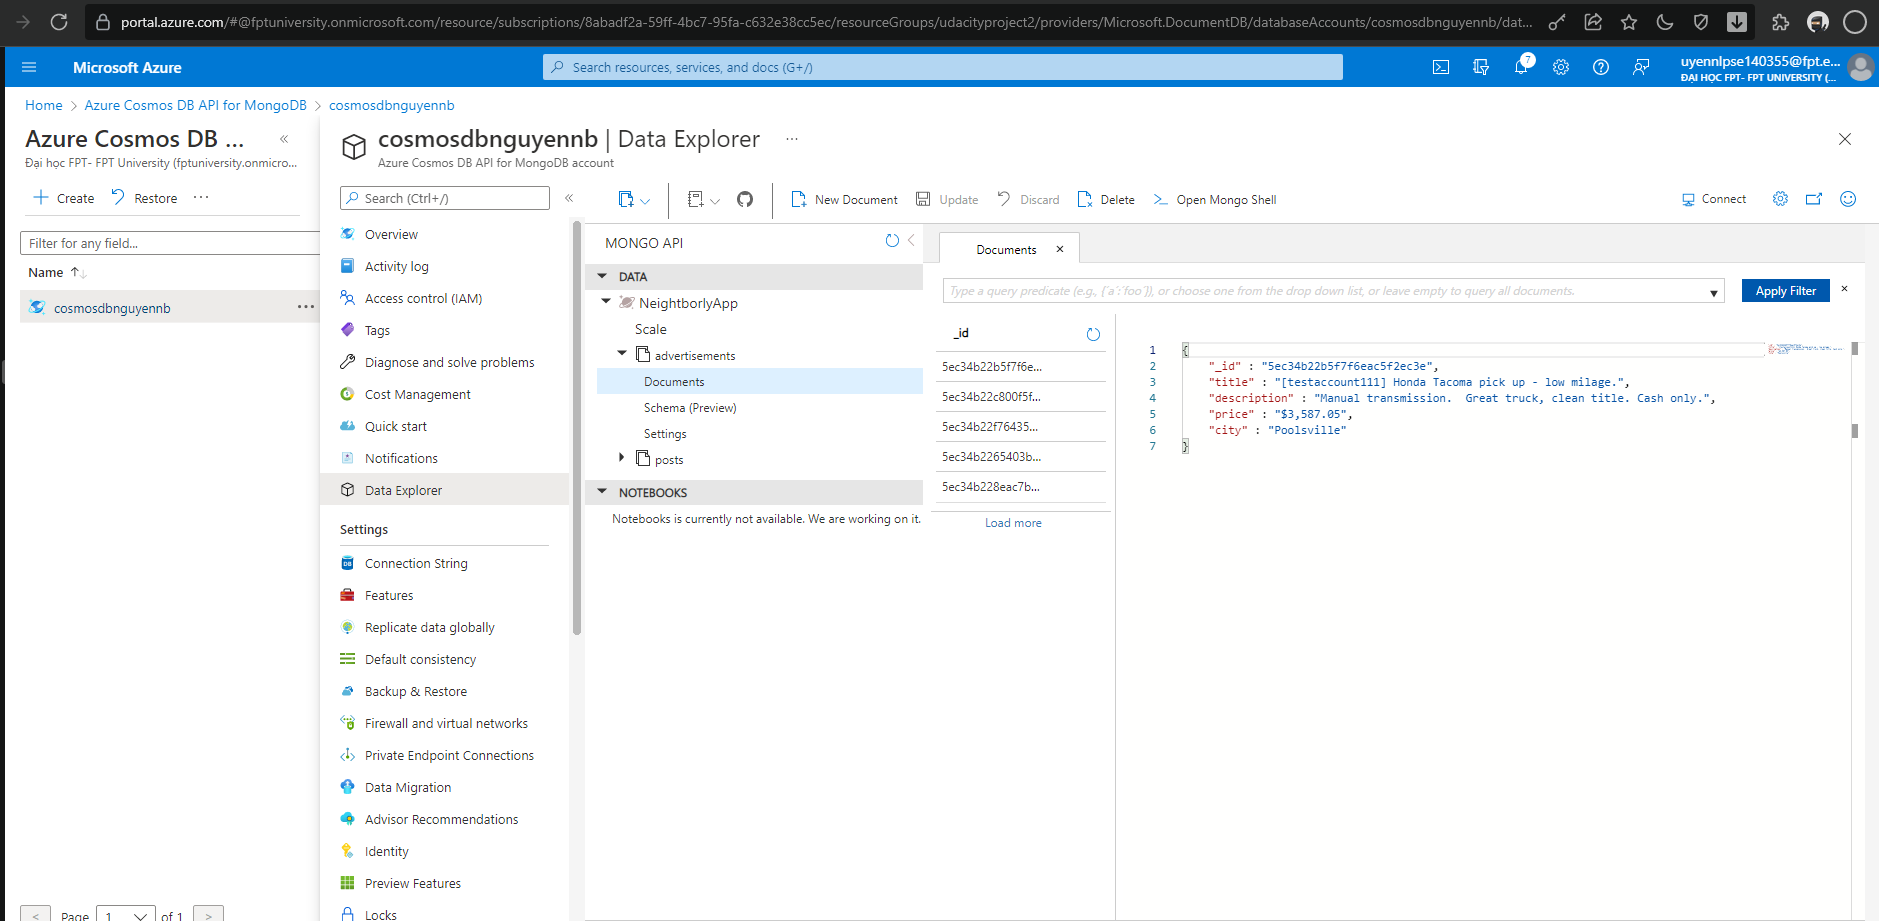 portal.azure.com/#@fptuniversity.onmicrosoft.com/resource/subscriptions/8abadf2a-59ff-4bc7-95fa-c632e38cc5ec/resourceGroups/udacityproject2/providers/Microsoft.DocumentDB/databaseAccounts/cosmosdbnguyennb/dat...
Microsoft Azure
Search resources, services, and docs (G+/)
7
uyennlpse140355@fpt.e...
ĐẠI HỌC FPT- FPT UNIVERSITY (...
Home > Azure Cosmos DB API for MongoDB > cosmosdbnguyennb
Azure Cosmos DB ...
Đại học FPT- FPT University (fptuniversity.onmicro...
Create
Restore
...
Filter for any field...
Name
cosmosdbnguyennb
...
< Page 1 of 1 >
cosmosdbnguyennb | Data Explorer
...
Azure Cosmos DB API for MongoDB account
Search (Ctrl+/)
Overview
Activity log
Access control (IAM)
Tags
Diagnose and solve problems
Cost Management
Quick start
Notifications
Data Explorer
Settings
Connection String
Features
Replicate data globally
Default consistency
Backup & Restore
Firewall and virtual networks
Private Endpoint Connections
Data Migration
Advisor Recommendations
Identity
Preview Features
Locks
New Document
Update
Discard
Delete
Open Mongo Shell
Connect
MONGO API
DATA
NeightborlyApp
Scale
advertisements
Documents
Schema (Preview)
Settings
posts
NOTEBOOKS
Notebooks is currently not available. We are working on it.
Documents
Type a query predicate (e.g., {´a´:´foo´}), or choose one from the drop down list, or leave empty to query all documents.
Apply Filter
_id
5ec34b22b5f7f6e...
5ec34b22c800f5f...
5ec34b22f76435...
5ec34b2265403b...
5ec34b228eac7b...
Load more
1 {
2 "_id" : "5ec34b22b5f7f6eac5f2ec3e",
3 "title" : "[testaccount111] Honda Tacoma pick up - low milage.",
4 "description" : "Manual transmission.  Great truck, clean title. Cash only.",
5 "price" : "$3,587.05",
6 "city" : "Poolsville"
7 }